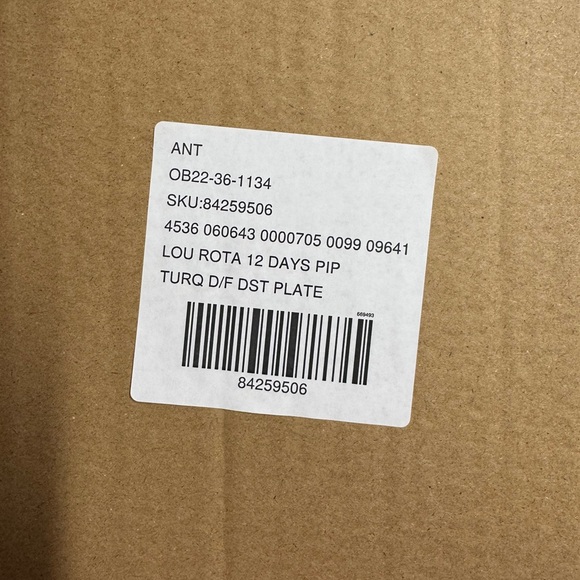 ANT
OB22-36-1134
SKU:84259506
4536 060643 0000705 0099 09641
LOU ROTA 12 DAYS PIP
TURQ D/F DST PLATE
669493
84259506